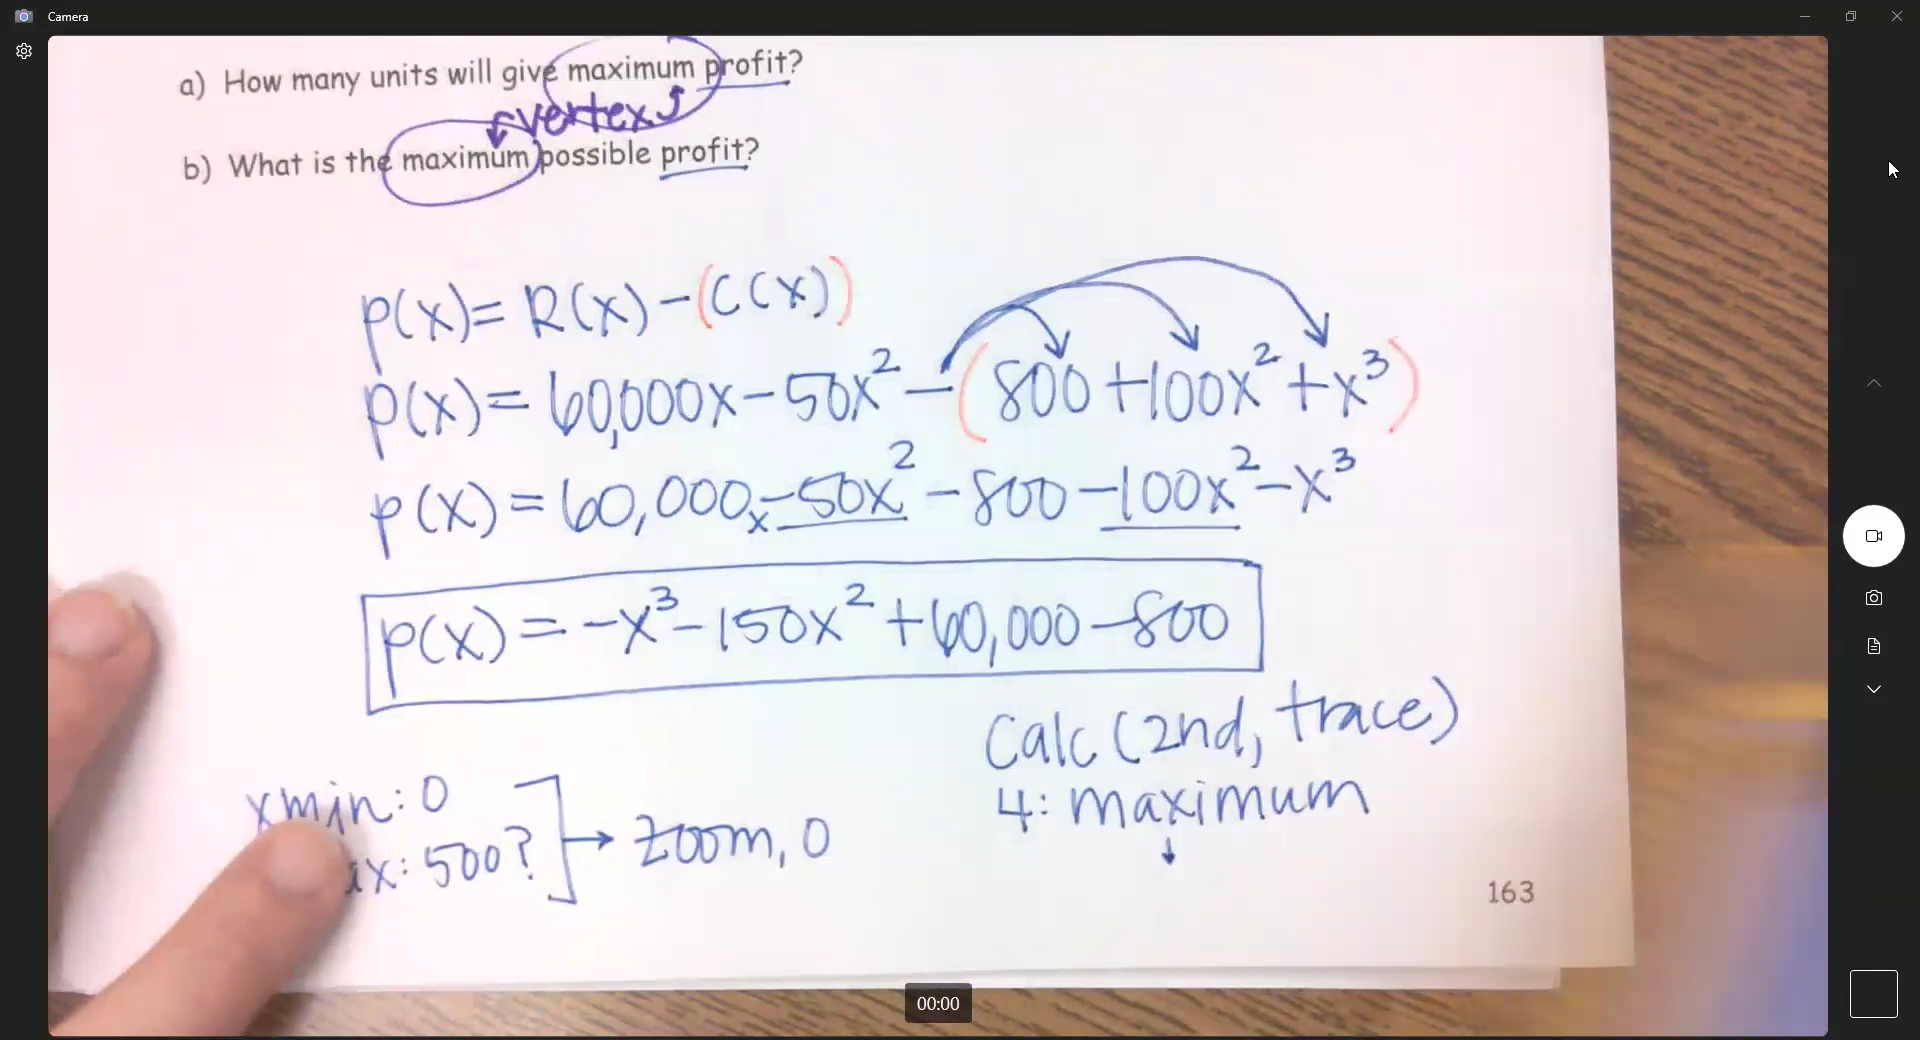 Camera
a) How many units will give maximum profit?
vertex
b) What is the maximum possible profit?
p(x) = R(x) - (C(x))
p(x) = 60,000x - 50x² - (800 + 100x² + x³)
p(x) = 60,000x - 50x² - 800 - 100x² - x³
p(x) = -x³ - 150x² + 60,000 - 800
Calc (2nd, trace)
4: maximum
xmin: 0
ax: 500?
→ zoom, 0
163
00:00